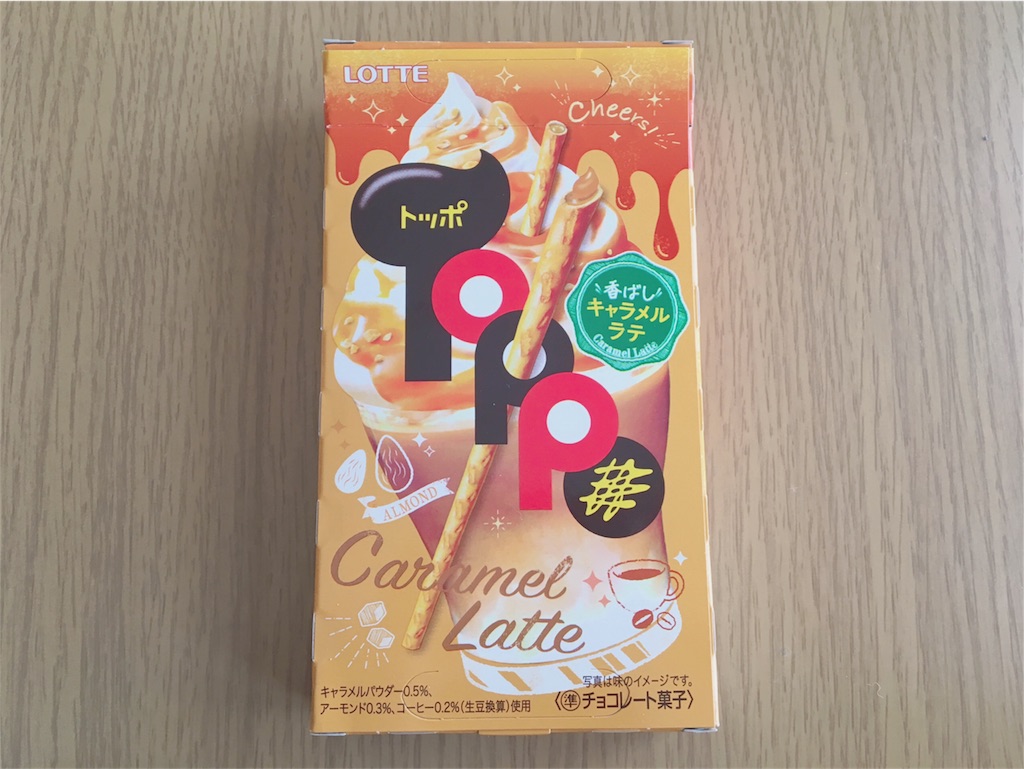 LOTTE
Cheers!
トッポ
TOPPO
香ばし
キャラメル
ラテ
Caramel Latte
ALMOND
Caramel
Latte
写真は味のイメージです。
キャラメルパウダー0.5%、
アーモンド0.3%、コーヒー0.2%(生豆換算)使用
〈㊜チョコレート菓子〉